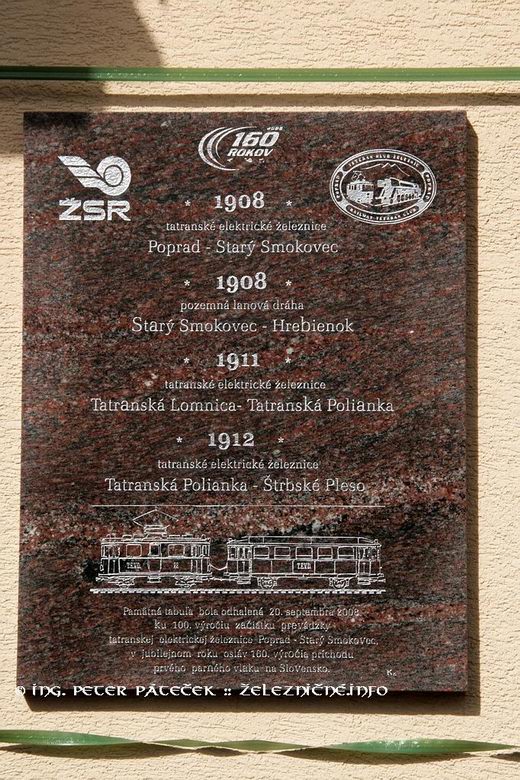 160
ROKOV
ŽSR
* 1908 *
tatranské elektrické železnice
Poprad - Starý Smokovec
* 1908 *
pozemná lanová dráha
Starý Smokovec - Hrebienok
* 1911 *
tatranské elektrické železnice
Tatranská Lomnica- Tatranská Polianka
* 1912 *
tatranské elektrické železnice
Tatranská Polianka - Štrbské Pleso
Pamätná tabuľa bola odhalená 20. septembra 2008
ku 100. výročiu začiatku prevádzky
tatranskej elektrickej železnice Poprad - Starý Smokovec,
v jubilejnom roku osláv 160. výročia príchodu
prvého parného vlaku na Slovensko.
© ING. PETER PÁTEČEK :: ŽELEZNIČNÉ.INFO